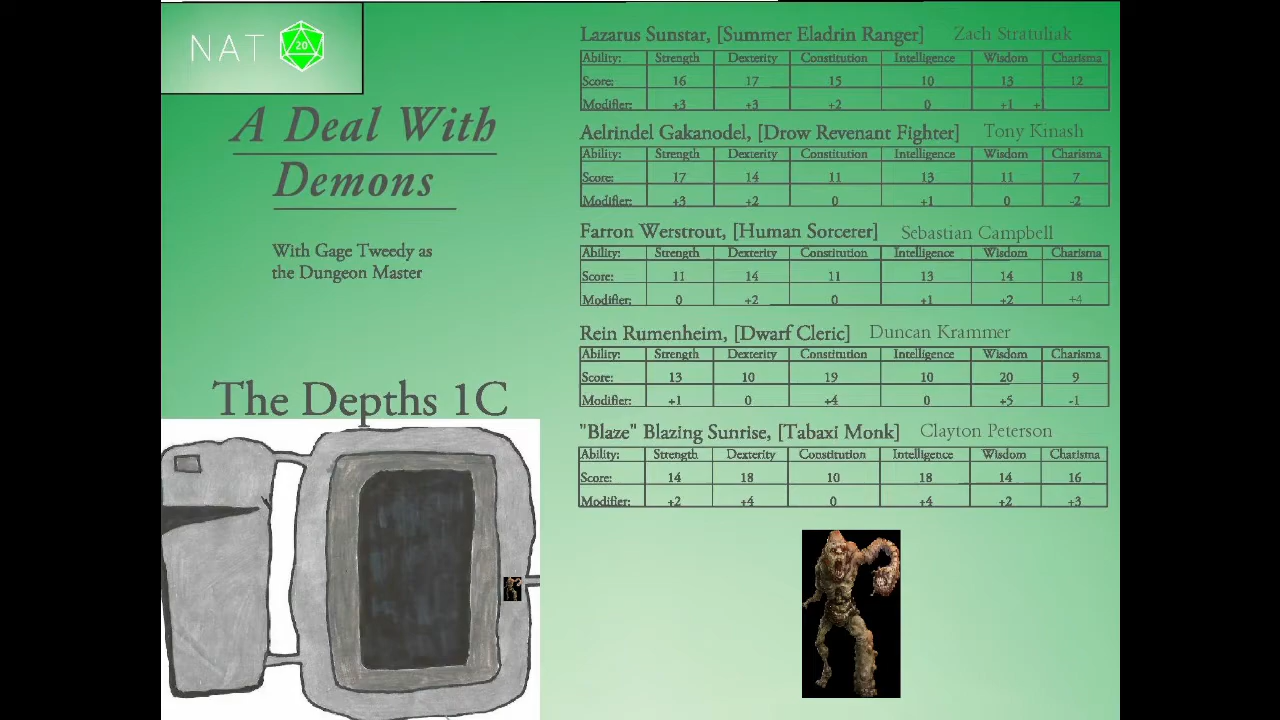 NAT 20
A Deal With
Demons
With Gage Tweedy as
the Dungeon Master
The Depths 1C
Lazarus Sunstar, [Summer Eladrin Ranger] Zach Stratuliak
Ability: Strength Dexterity Constitution Intelligence Wisdom Charisma
Score: 16 17 15 10 13 12
Modifier: +3 +3 +2 0 +1 +
Aelrindel Gakanodel, [Drow Revenant Fighter] Tony Kinash
Ability: Strength Dexterity Constitution Intelligence Wisdom Charisma
Score: 17 14 11 13 11 7
Modifier: +3 +2 0 +1 0 -2
Farron Werstrout, [Human Sorcerer] Sebastian Campbell
Ability: Strength Dexterity Constitution Intelligence Wisdom Charisma
Score: 11 14 11 13 14 18
Modifier: 0 +2 0 +1 +2 +4
Rein Rumenheim, [Dwarf Cleric] Duncan Krammer
Ability: Strength Dexterity Constitution Intelligence Wisdom Charisma
Score: 13 10 19 10 20 9
Modifier: +1 0 +4 0 +5 -1
"Blaze" Blazing Sunrise, [Tabaxi Monk] Clayton Peterson
Ability: Strength Dexterity Constitution Intelligence Wisdom Charisma
Score: 14 18 10 18 14 16
Modifier: +2 +4 0 +4 +2 +3